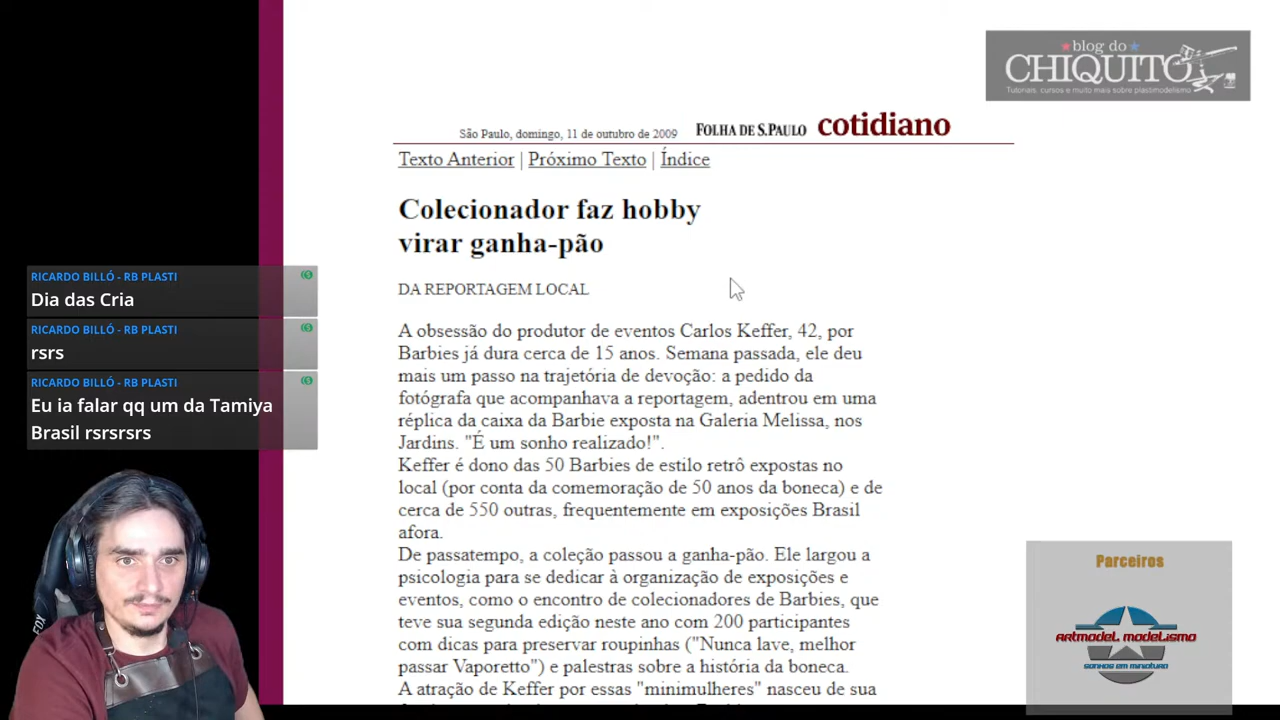 blog do
CHIQUITO
Tutoriais, cursos e muito mais sobre plastimodelismo
São Paulo, domingo, 11 de outubro de 2009 FOLHA DE S.PAULO cotidiano
Texto Anterior | Próximo Texto | Índice
Colecionador faz hobby
virar ganha-pão
DA REPORTAGEM LOCAL
A obsessão do produtor de eventos Carlos Keffer, 42, por
Barbies já dura cerca de 15 anos. Semana passada, ele deu
mais um passo na trajetória de devoção: a pedido da
fotógrafa que acompanhava a reportagem, adentrou em uma
réplica da caixa da Barbie exposta na Galeria Melissa, nos
Jardins. "É um sonho realizado!".
Keffer é dono das 50 Barbies de estilo retrô expostas no
local (por conta da comemoração de 50 anos da boneca) e de
cerca de 550 outras, frequentemente em exposições Brasil
afora.
De passatempo, a coleção passou a ganha-pão. Ele largou a
psicologia para se dedicar à organização de exposições e
eventos, como o encontro de colecionadores de Barbies, que
teve sua segunda edição neste ano com 200 participantes
com dicas para preservar roupinhas ("Nunca lave, melhor
passar Vaporetto") e palestras sobre a história da boneca.
A atração de Keffer por essas "minimulheres" nasceu de sua
RICARDO BILLÓ - RB PLASTI
Dia das Cria
RICARDO BILLÓ - RB PLASTI
rsrs
RICARDO BILLÓ - RB PLASTI
Eu ia falar qq um da Tamiya
Brasil rsrsrsrs
FOX
Parceiros
Artmodel modelismo
sonhos em miniatura